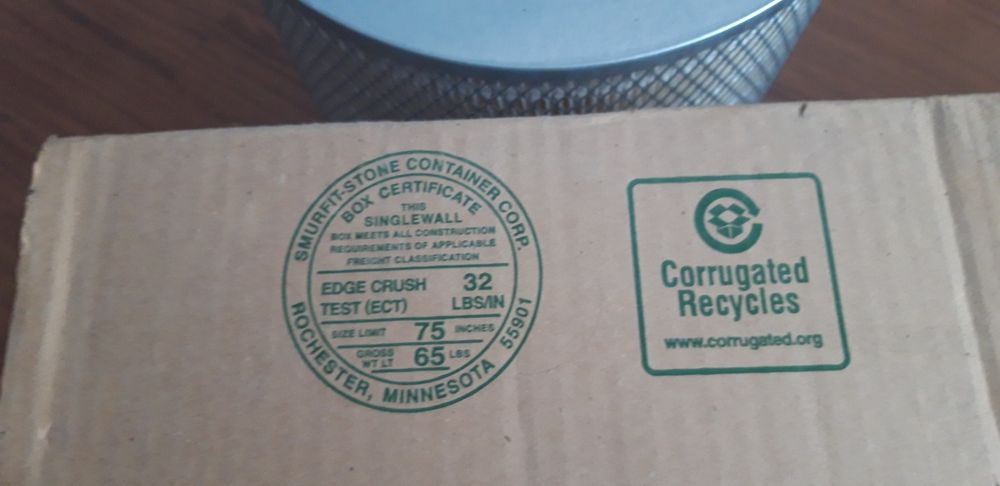 SMURFIT-STONE CONTAINER CORP.
BOX CERTIFICATE
THIS
SINGLEWALL
BOX MEETS ALL CONSTRUCTION
REQUIREMENTS OF APPLICABLE
FREIGHT CLASSIFICATION
EDGE CRUSH 32
TEST (ECT) LBS/IN
SIZE LIMIT 75 INCHES
GROSS
WT LT 65 LBS
ROCHESTER, MINNESOTA 55901
Corrugated
Recycles
www.corrugated.org